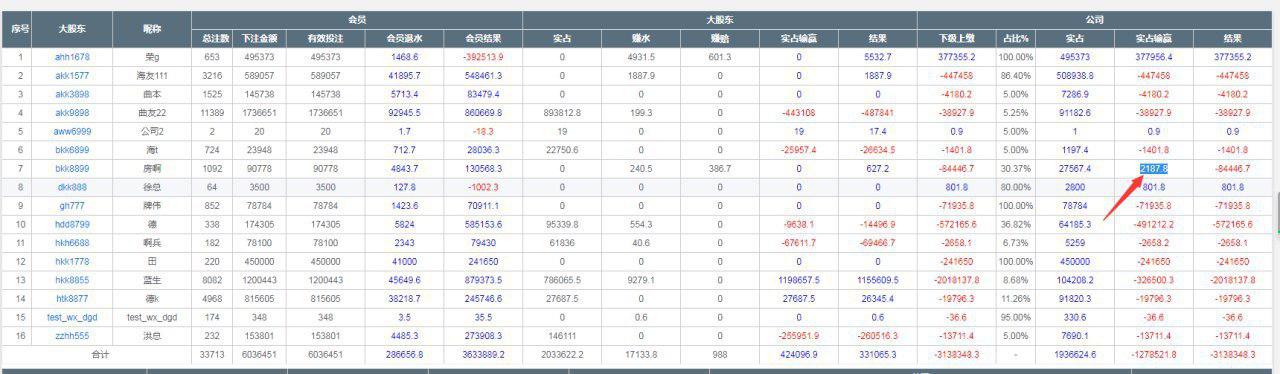 序号 大股东 昵称 会员 大股东 公司
总注数 下注金额 有效投注 会员退水 会员结果 实占 赚水 赚赔 实占输赢 结果 下级上缴 占比% 实占 实占输赢 结果
1 ahh1678 荣g 653 495373 495373 1468.6 -392513.9 0 4931.5 601.3 0 5532.7 377355.2 100.00% 495373 377956.4 377355.2
2 akk1577 海友111 3216 589057 589057 41895.7 548461.3 0 1887.9 0 0 1887.9 -447458 86.40% 508938.8 -447458 -447458
3 akk3898 曲本 1525 145738 145738 5713.4 83479.4 0 0 0 0 0 -4180.2 5.00% 7286.9 -4180.2 -4180.2
4 akk9898 曲友22 11389 1736651 1736651 92945.5 860669.8 893812.8 199.3 0 -443108 -487841 -38927.9 5.25% 91182.6 -38927.9 -38927.9
5 aww6999 公司2 2 20 20 1.7 -18.3 19 0 0 19 17.4 0.9 5.00% 1 0.9 0.9
6 bkk6899 海t 724 23948 23948 712.7 28036.3 22750.6 0 0 -25957.4 -26634.5 -1401.8 5.00% 1197.4 -1401.8 -1401.8
7 bkk8899 房啊 1092 90778 90778 4843.7 130568.3 0 240.5 386.7 0 627.2 -84446.7 30.37% 27567.4 2187.8 -84446.7
8 dkk888 徐总 64 3500 3500 127.8 -1002.3 0 0 0 0 0 801.8 80.00% 2800 801.8 801.8
9 gh777 牌伟 852 78784 78784 1423.6 70911.1 0 0 0 0 0 -71935.8 100.00% 78784 -71935.8 -71935.8
10 hdd8799 德 338 174305 174305 5824 585153.6 95339.8 554.3 0 -9638.1 -14496.9 -572165.6 36.82% 64185.3 -491212.2 -572165.6
11 hkh6688 啊兵 182 78100 78100 2343 79430 61836 40.6 0 -67611.7 -69466.7 -2658.1 6.73% 5259 -2658.2 -2658.1
12 hkk1778 田 220 450000 450000 41000 241650 0 0 0 0 0 -241650 100.00% 450000 -241650 -241650
13 hkk8855 蓝生 8082 1200443 1200443 45649.6 879373.5 786065.5 9279.1 0 1198657.5 1155609.5 -2018137.8 8.68% 104208.2 -326500.3 -2018137.8
14 htk8877 德k 4968 815605 815605 38218.7 245746.6 27687.5 0 0 27687.5 26345.4 -19796.3 11.26% 91820.3 -19796.3 -19796.3
15 test_wx_dgd test_wx_dgd 174 348 348 3.5 35.5 0 0.6 0 0 0.6 -36.6 95.00% 330.6 -36.6 -36.6
16 zzhh555 洪总 232 153801 153801 4485.3 273908.3 146111 0 0 -255951.9 -260516.3 -13711.4 5.00% 7690.1 -13711.4 -13711.4
合计 33713 6036451 6036451 286656.8 3633889.2 2033622.2 17133.8 988 424096.9 331065.3 -3138348.3 - 1936624.6 -1278521.8 -3138348.3